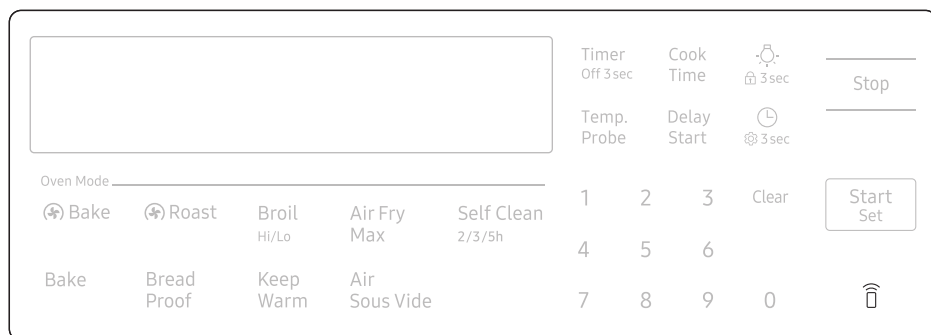 Timer
Off 3 sec
Cook
Time
3 sec
Stop
Temp.
Probe
Delay
Start
3 sec
Oven Mode
Bake
Roast
Broil
Hi/Lo
Air Fry
Max
Self Clean
2/3/5h
Bake
Bread
Proof
Keep
Warm
Air
Sous Vide
1 2 3 Clear
4 5 6
7 8 9 0
Start
Set